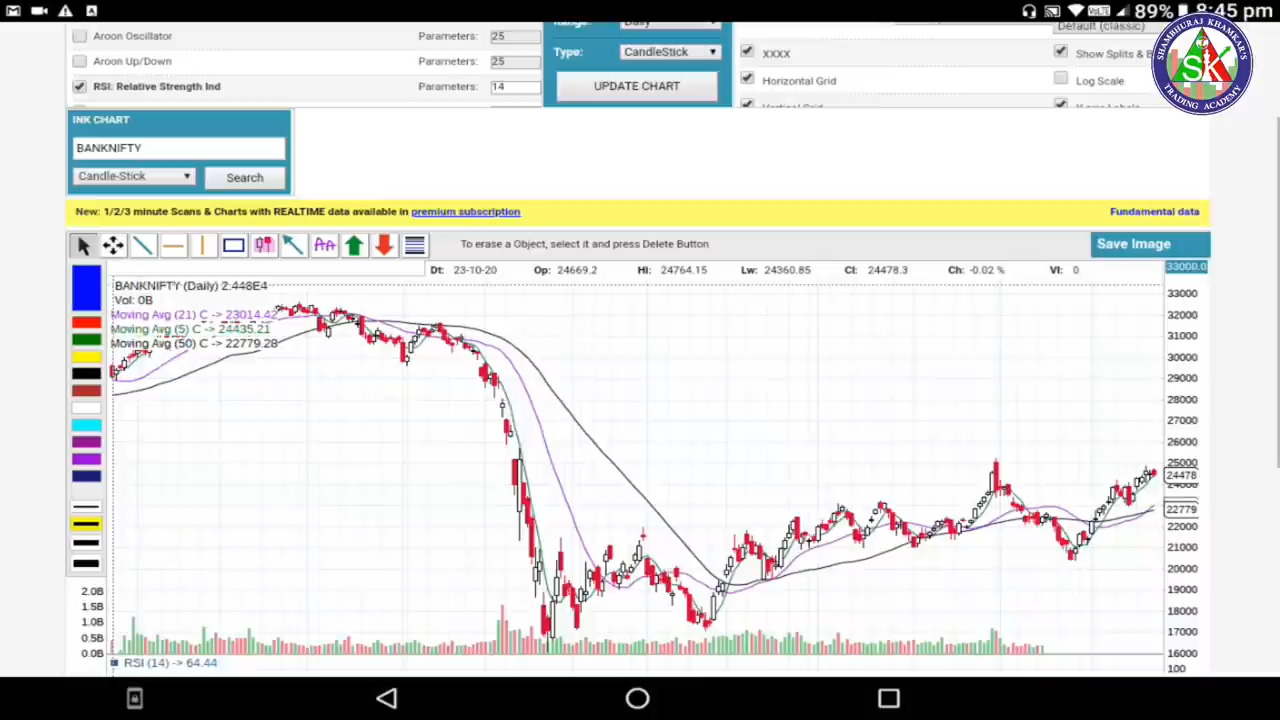 89% 8:45 pm
VoLTE
SHAMBHURAJ KHAMKAR'S
SK
TRADING ACADEMY
Range: Daily
Default (classic)
Aroon Oscillator Parameters: 25
Type: CandleStick
XXXX Show Splits & B
Aroon Up/Down Parameters: 25
RSI: Relative Strength Ind Parameters: 14
UPDATE CHART
Horizontal Grid Log Scale
Vertical Grid
INK CHART
BANKNIFTY
Candle-Stick Search
New: 1/2/3 minute Scans & Charts with REALTIME data available in premium subscription Fundamental data
To erase a Object, select it and press Delete Button Save Image
Dt: 23-10-20 Op: 24669.2 HI: 24764.15 Lw: 24360.85 Cl: 24478.3 Ch: -0.02 % Vl: 0
33000.0
BANKNIFTY (Daily) 2.448E4
Vol: 0B
Moving Avg (21) C -> 23014.42
Moving Avg (5) C -> 24435.21
Moving Avg (50) C -> 22779.28
33000
32000
31000
30000
29000
28000
27000
26000
25000
24478
24000
22779
22000
21000
20000
19000
18000
17000
16000
100
2.0B
1.5B
1.0B
0.5B
0.0B
RSI (14) -> 64.44